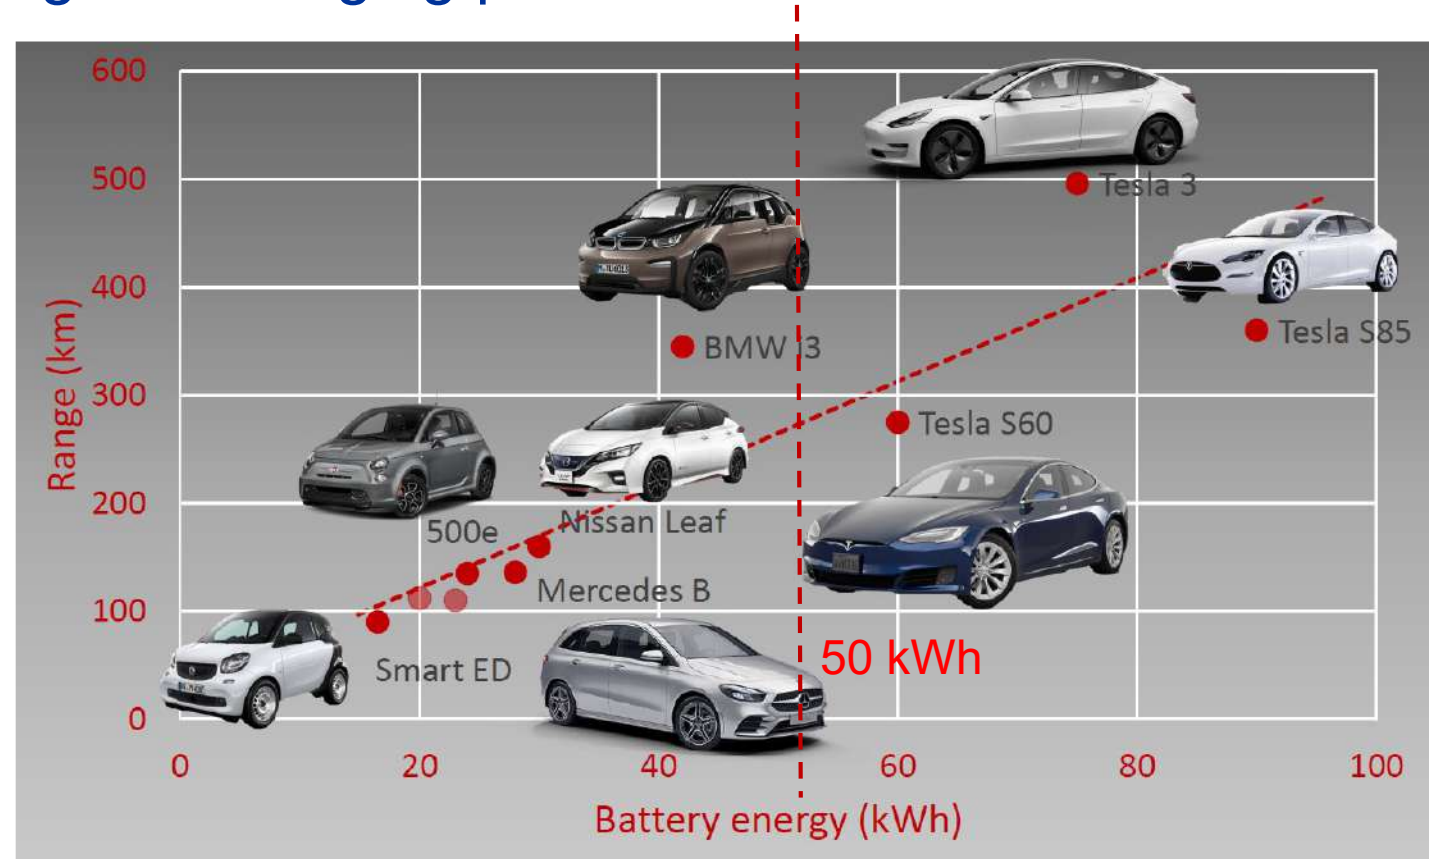 600
500
400
300
200
100
0
Range (km)
Tesla 3
BMW i3
Tesla S85
Tesla S60
500e
Nissan Leaf
Mercedes B
Smart ED
50 kWh
0 20 40 60 80 100
Battery energy (kWh)